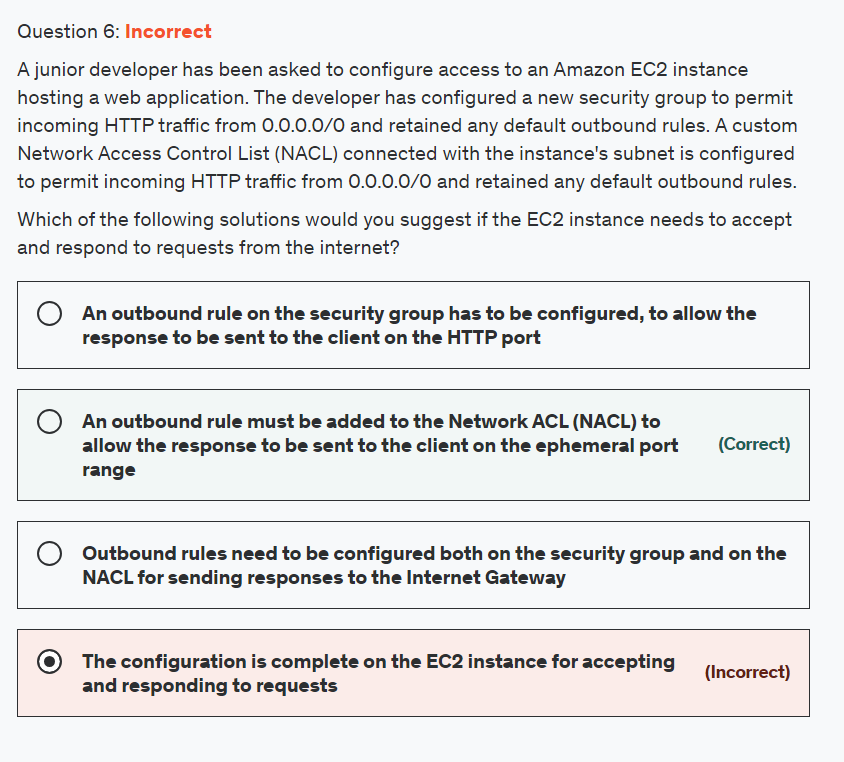 Question 6: Incorrect
A junior developer has been asked to configure access to an Amazon EC2 instance
hosting a web application. The developer has configured a new security group to permit
incoming HTTP traffic from 0.0.0.0/0 and retained any default outbound rules. A custom
Network Access Control List (NACL) connected with the instance's subnet is configured
to permit incoming HTTP traffic from 0.0.0.0/0 and retained any default outbound rules.
Which of the following solutions would you suggest if the EC2 instance needs to accept
and respond to requests from the internet?
An outbound rule on the security group has to be configured, to allow the
response to be sent to the client on the HTTP port
An outbound rule must be added to the Network ACL (NACL) to
allow the response to be sent to the client on the ephemeral port
range
(Correct)
Outbound rules need to be configured both on the security group and on the
NACL for sending responses to the Internet Gateway
The configuration is complete on the EC2 instance for accepting
and responding to requests
(Incorrect)